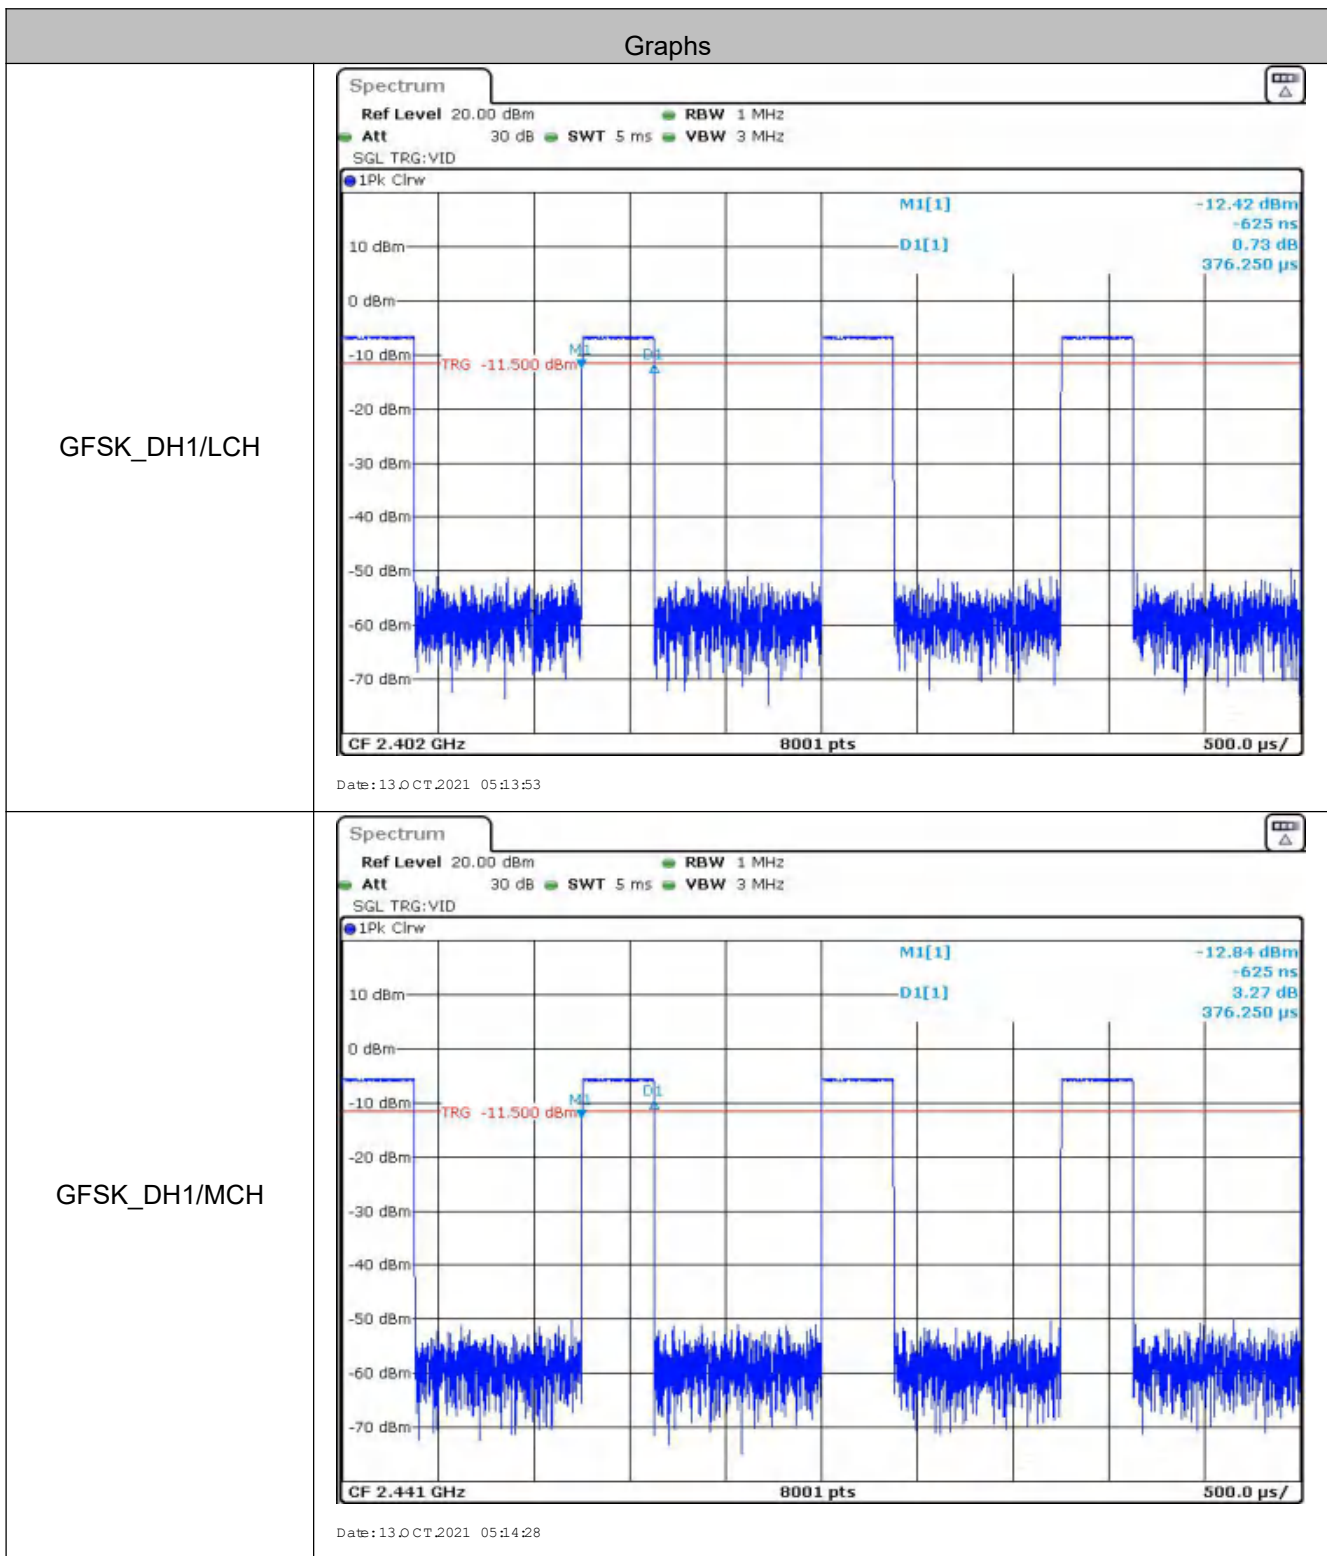 Graphs
GFSK_DH1/LCH
Spectrum
Ref Level 20.00 dBm RBW 1 MHz
Att 30 dB SWT 5 ms VBW 3 MHz
SGL TRG:VID
1Pk Clrw
M1[1] -12.42 dBm
-625 ns
10 dBm D1[1] 0.73 dB
376.250 µs
0 dBm
M1
D1
-10 dBm
TRG -11.500 dBm
-20 dBm
-30 dBm
-40 dBm
-50 dBm
-60 dBm
-70 dBm
CF 2.402 GHz 8001 pts 500.0 µs/
Date: 13.OCT.2021 05:13:53
GFSK_DH1/MCH
Spectrum
Ref Level 20.00 dBm RBW 1 MHz
Att 30 dB SWT 5 ms VBW 3 MHz
SGL TRG:VID
1Pk Clrw
M1[1] -12.84 dBm
-625 ns
10 dBm D1[1] 3.27 dB
376.250 µs
0 dBm
D1
M1
-10 dBm
TRG -11.500 dBm
-20 dBm
-30 dBm
-40 dBm
-50 dBm
-60 dBm
-70 dBm
CF 2.441 GHz 8001 pts 500.0 µs/
Date: 13.OCT.2021 05:14:28